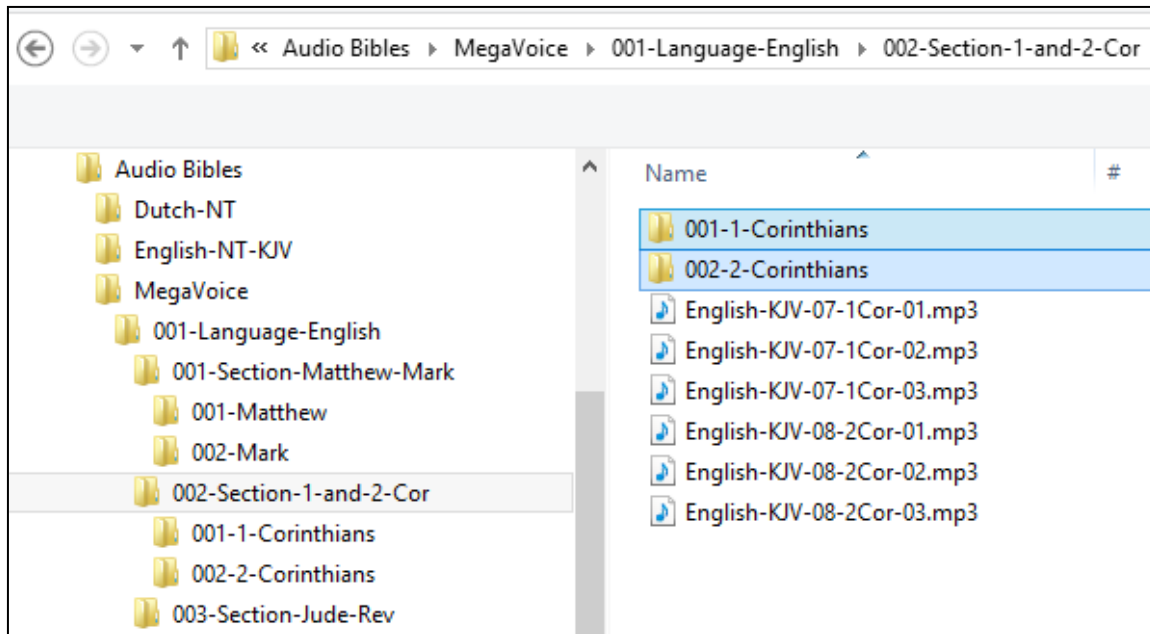 « Audio Bibles ▸ MegaVoice ▸ 001-Language-English ▸ 002-Section-1-and-2-Cor
Audio Bibles
Dutch-NT
English-NT-KJV
MegaVoice
001-Language-English
001-Section-Matthew-Mark
001-Matthew
002-Mark
002-Section-1-and-2-Cor
001-1-Corinthians
002-2-Corinthians
003-Section-Jude-Rev
Name #
001-1-Corinthians
002-2-Corinthians
English-KJV-07-1Cor-01.mp3
English-KJV-07-1Cor-02.mp3
English-KJV-07-1Cor-03.mp3
English-KJV-08-2Cor-01.mp3
English-KJV-08-2Cor-02.mp3
English-KJV-08-2Cor-03.mp3